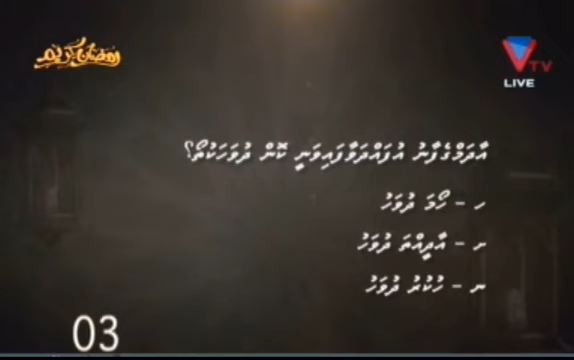 رمضان كريم
VTV
LIVE
އާދަމްގެފާނު އުފައްދަވާފައިވަނީ ކޮން ދުވަހަކުތޯ؟
ހ - ހޯމަ ދުވަހު
ށ - އާދީއްތަ ދުވަހު
ނ - ހުކުރު ދުވަހު
03